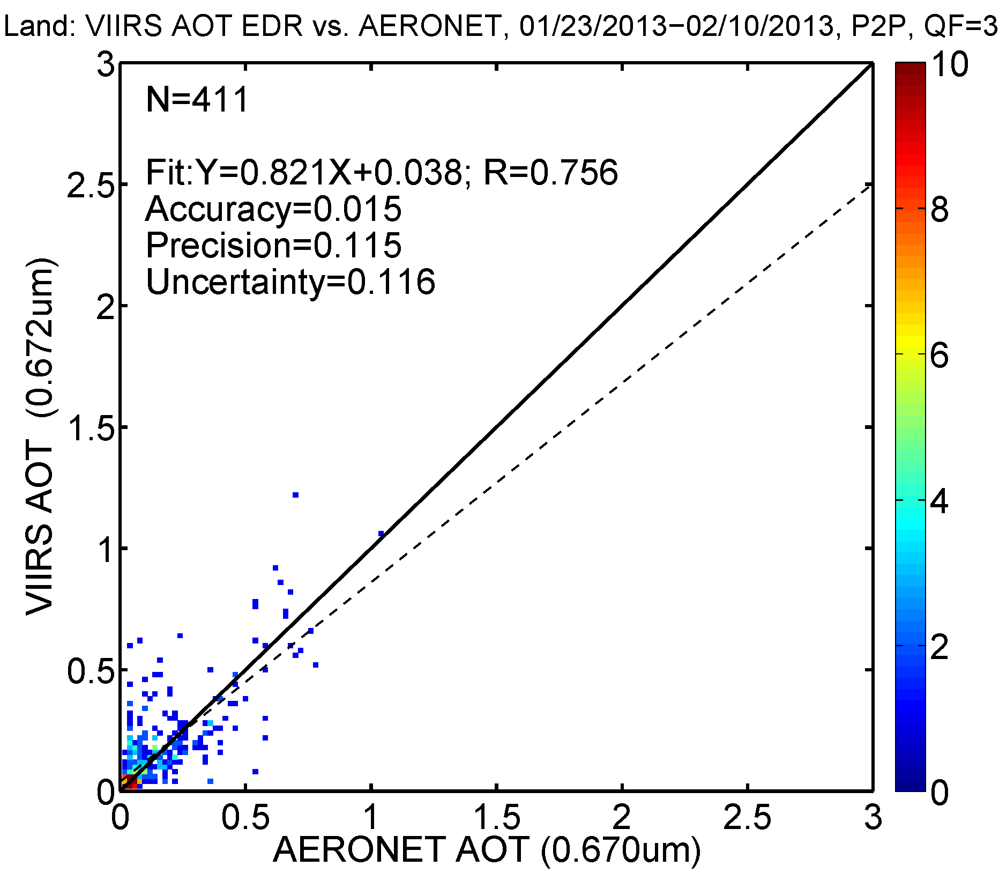 Land: VIIRS AOT EDR vs. AERONET, 01/23/2013−02/10/2013, P2P, QF=3
N=411
Fit:Y=0.821X+0.038; R=0.756
Accuracy=0.015
Precision=0.115
Uncertainty=0.116
VIIRS AOT (0.672um)
3
2.5
2
1.5
1
0.5
0
0 0.5 1 1.5 2 2.5 3
AERONET AOT (0.670um)
10
8
6
4
2
0